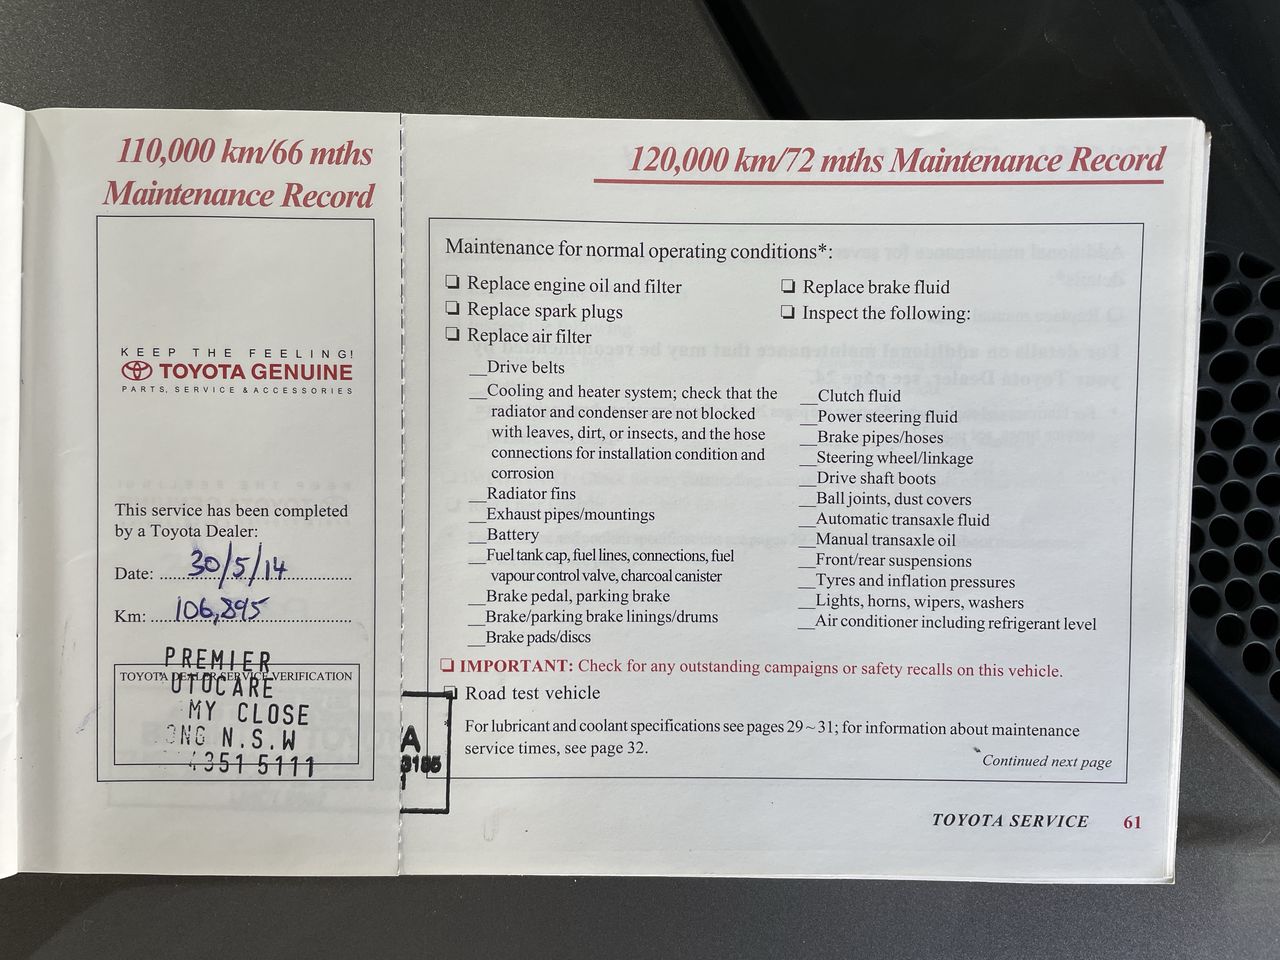 110,000 km/66 mths
Maintenance Record
KEEP THE FEELING!
TOYOTA GENUINE
PARTS, SERVICE & ACCESSORIES
This service has been completed
by a Toyota Dealer:
Date: 30/5/14
Km: 106,895
PREMIER
TOYOTA DEALER SERVICE VERIFICATION
UTOCARE
MY CLOSE
ONG N.S.W
4351 5111
120,000 km/72 mths Maintenance Record
Maintenance for normal operating conditions*:
❏ Replace engine oil and filter
❏ Replace spark plugs
❏ Replace air filter
❏ Replace brake fluid
❏ Inspect the following:
__Drive belts
__Cooling and heater system; check that the
radiator and condenser are not blocked
with leaves, dirt, or insects, and the hose
connections for installation condition and
corrosion
__Radiator fins
__Exhaust pipes/mountings
__Battery
__Fuel tank cap, fuel lines, connections, fuel
vapour control valve, charcoal canister
__Brake pedal, parking brake
__Brake/parking brake linings/drums
__Brake pads/discs
__Clutch fluid
__Power steering fluid
__Brake pipes/hoses
__Steering wheel/linkage
__Drive shaft boots
__Ball joints, dust covers
__Automatic transaxle fluid
__Manual transaxle oil
__Front/rear suspensions
__Tyres and inflation pressures
__Lights, horns, wipers, washers
__Air conditioner including refrigerant level
❏ IMPORTANT: Check for any outstanding campaigns or safety recalls on this vehicle.
❏ Road test vehicle
A
For lubricant and coolant specifications see pages 29~31; for information about maintenance
service times, see page 32.
Continued next page
TOYOTA SERVICE 61